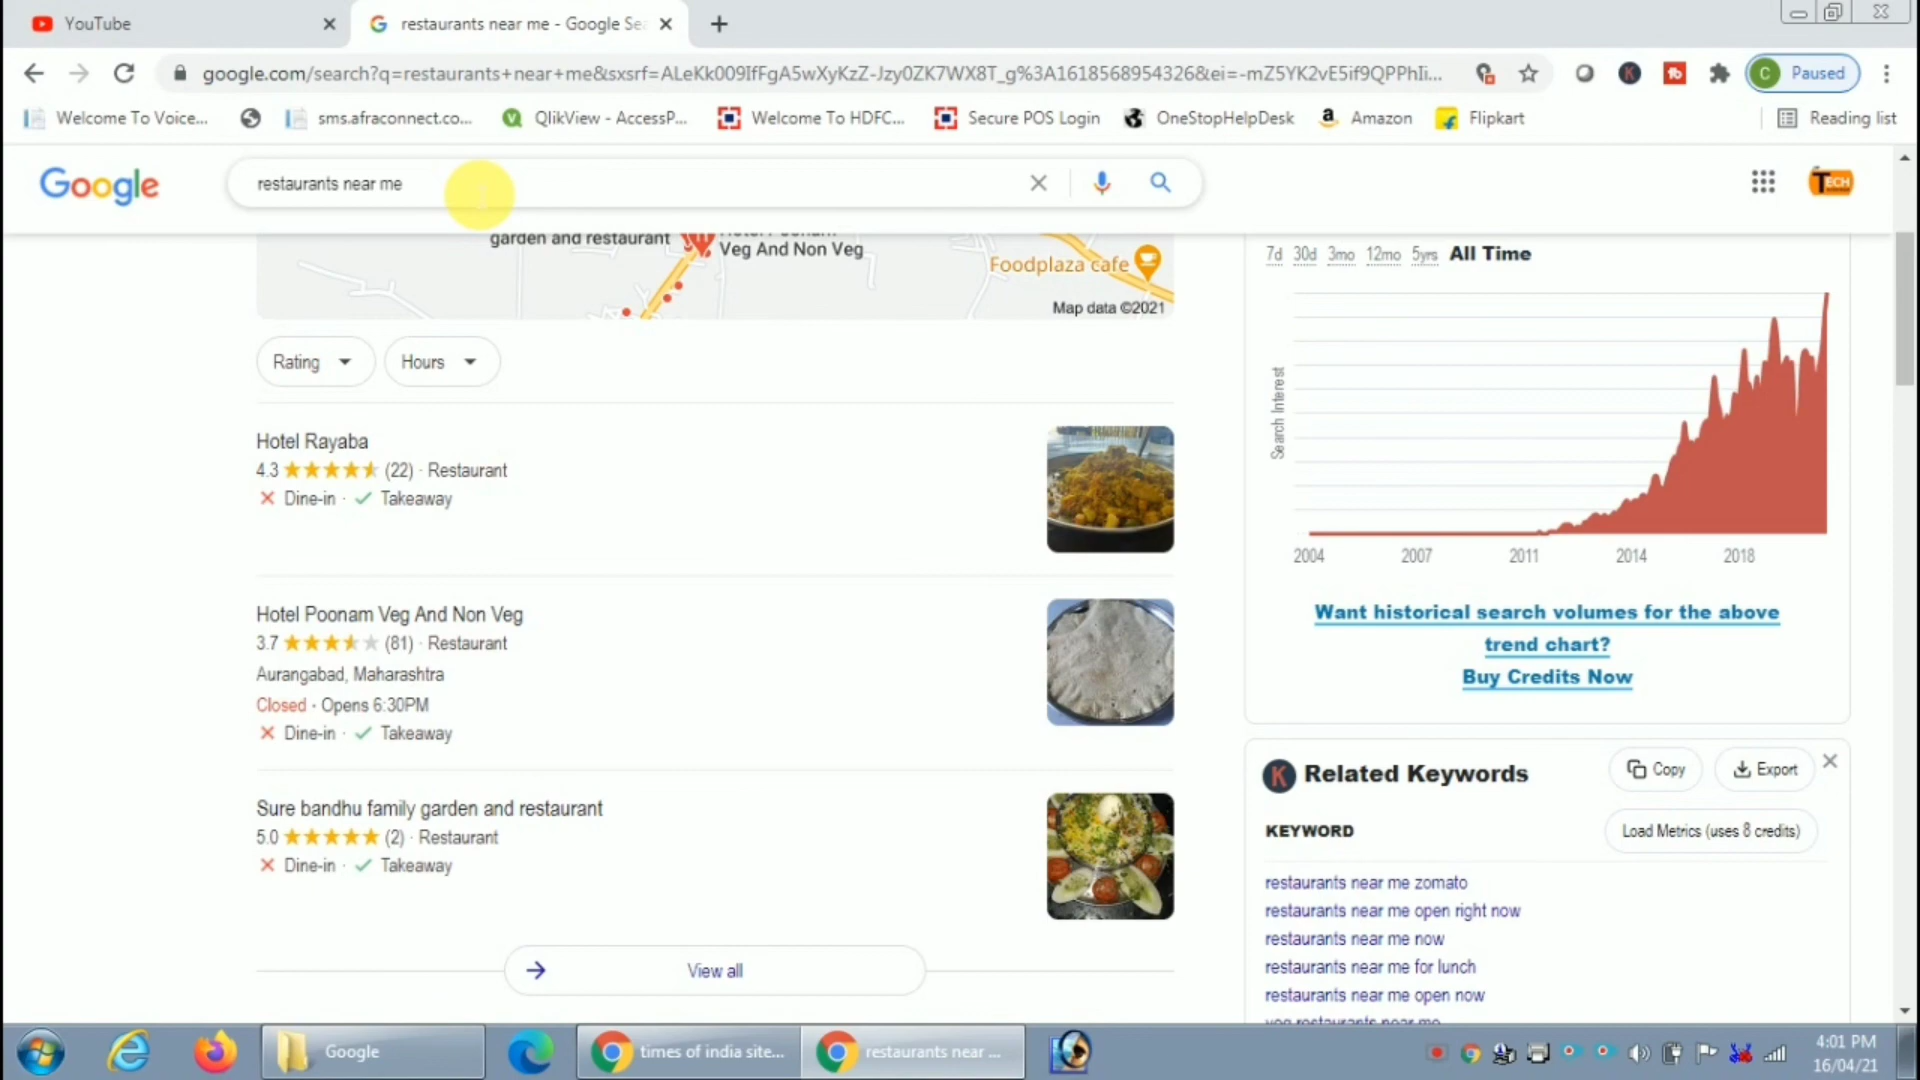 YouTube
restaurants near me - Google Sea
google.com/search?q=restaurants+near+me&sxsrf=ALeKk009IfFgA5wXyKzZ-Jzy0ZK7WX8T_g%3A1618568954326&ei=-mZ5YK2vE5if9QPPhIi...
C Paused
Welcome To Voice...
sms.afraconnect.co...
QlikView - AccessP...
Welcome To HDFC...
Secure POS Login
OneStopHelpDesk
Amazon
Flipkart
Reading list
Google
restaurants near me
TECH
garden and restaurant
Veg And Non Veg
Foodplaza cafe
Map data ©2021
Rating
Hours
Hotel Rayaba
4.3 (22) · Restaurant
Dine-in · Takeaway
Hotel Poonam Veg And Non Veg
3.7 (81) · Restaurant
Aurangabad, Maharashtra
Closed · Opens 6:30PM
Dine-in · Takeaway
Sure bandhu family garden and restaurant
5.0 (2) · Restaurant
Dine-in · Takeaway
View all
7d 30d 3mo 12mo 5yrs All Time
Search Interest
2004 2007 2011 2014 2018
Want historical search volumes for the above
trend chart?
Buy Credits Now
K Related Keywords
Copy
Export
KEYWORD
Load Metrics (uses 8 credits)
restaurants near me zomato
restaurants near me open right now
restaurants near me now
restaurants near me for lunch
restaurants near me open now
veg restaurants near me
Google
times of india site...
restaurants near ...
4:01 PM
16/04/21